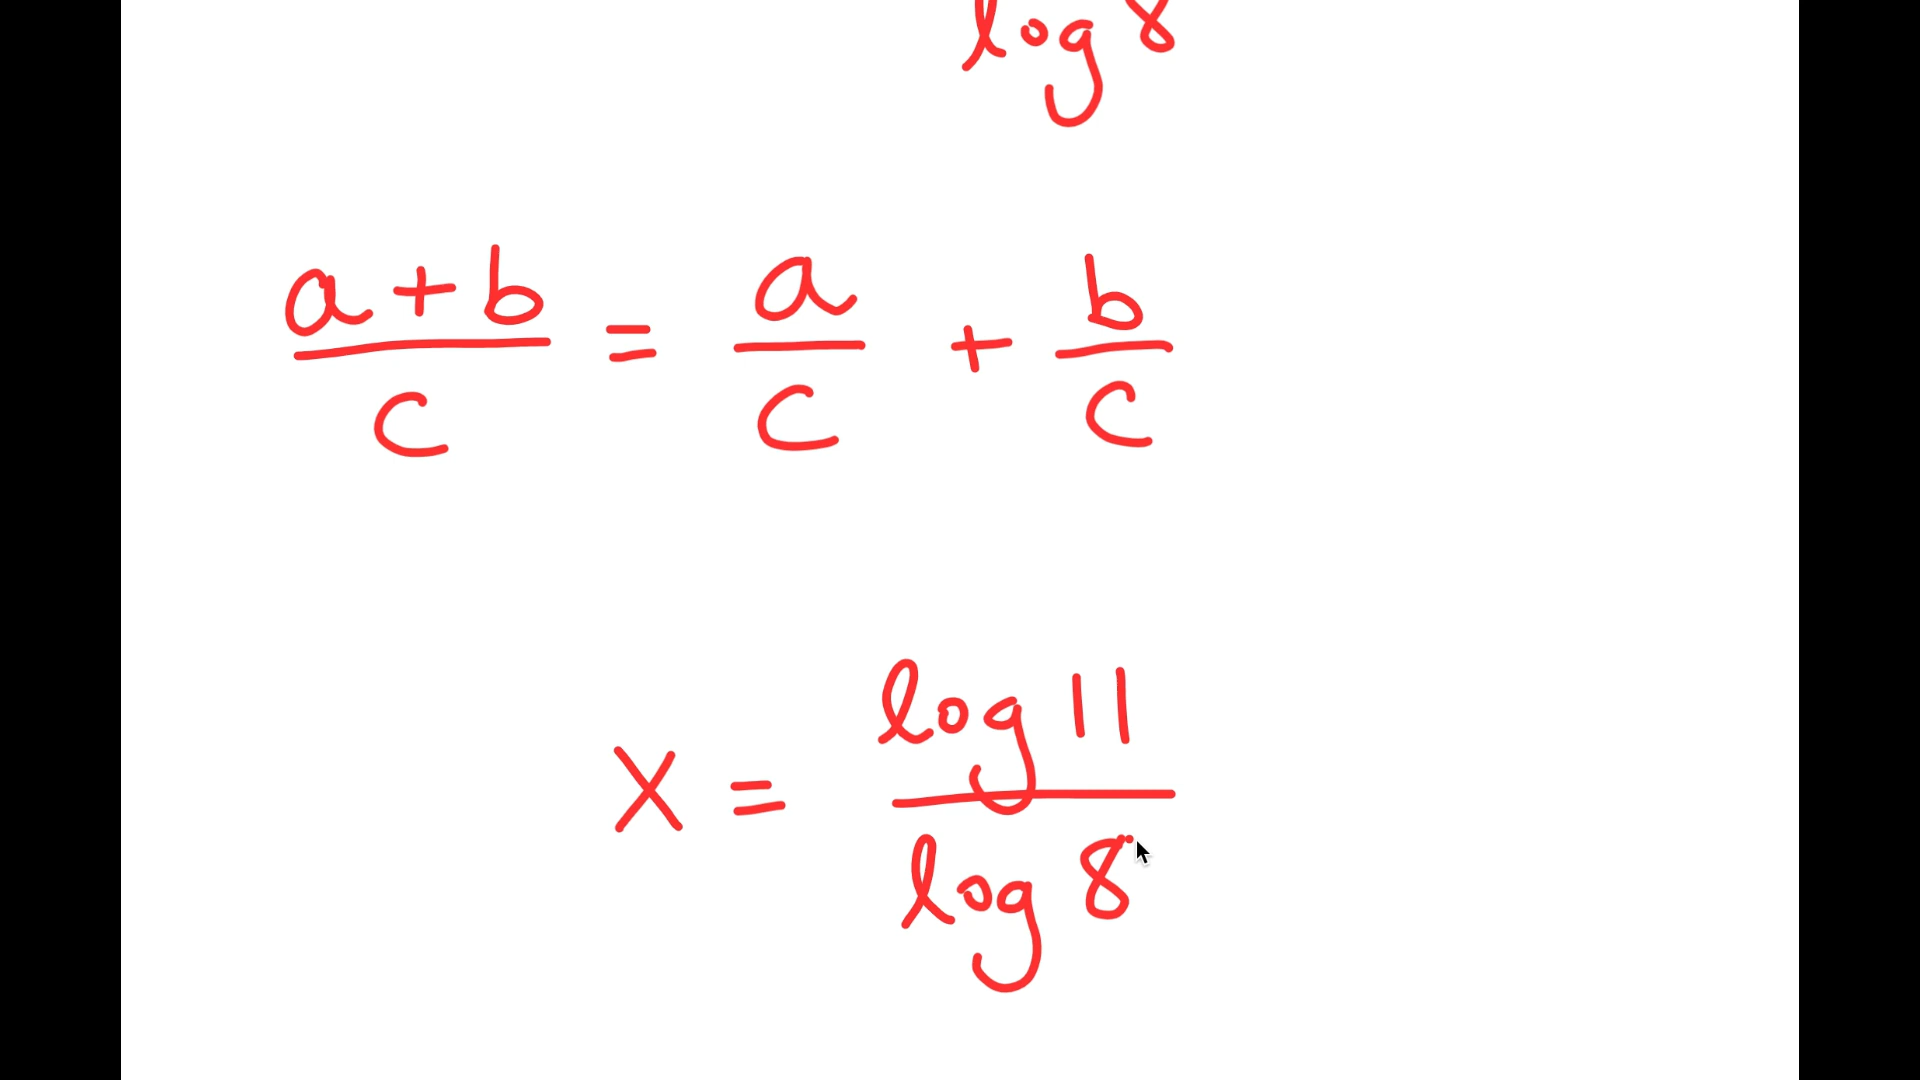 log 8
a + b / c = a / c + b / c
x = log 11 / log 8